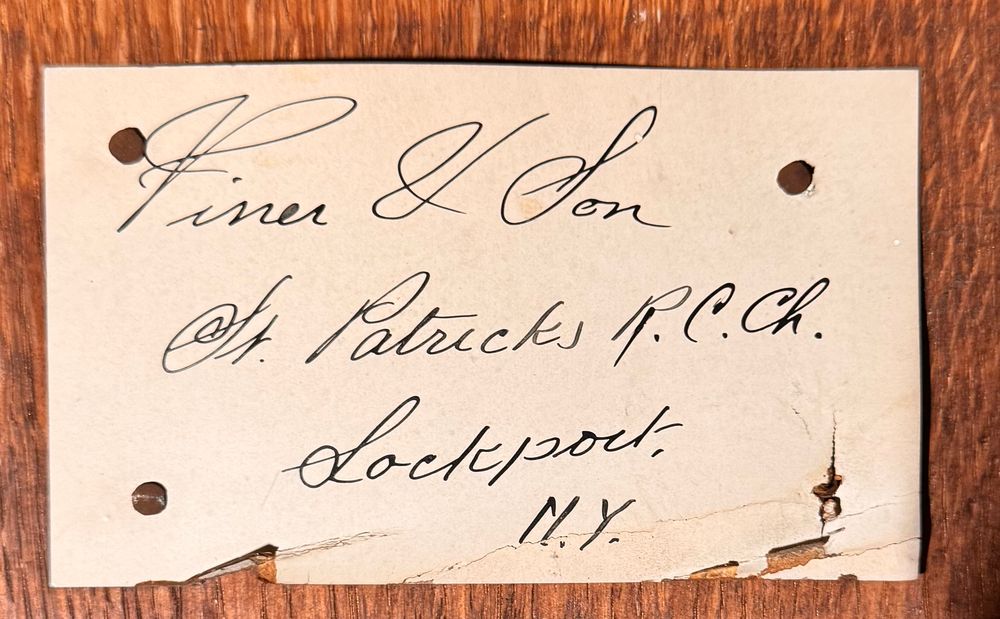 Viner & Son
St. Patricks R.C.Ch.
Lockport,
N.Y.